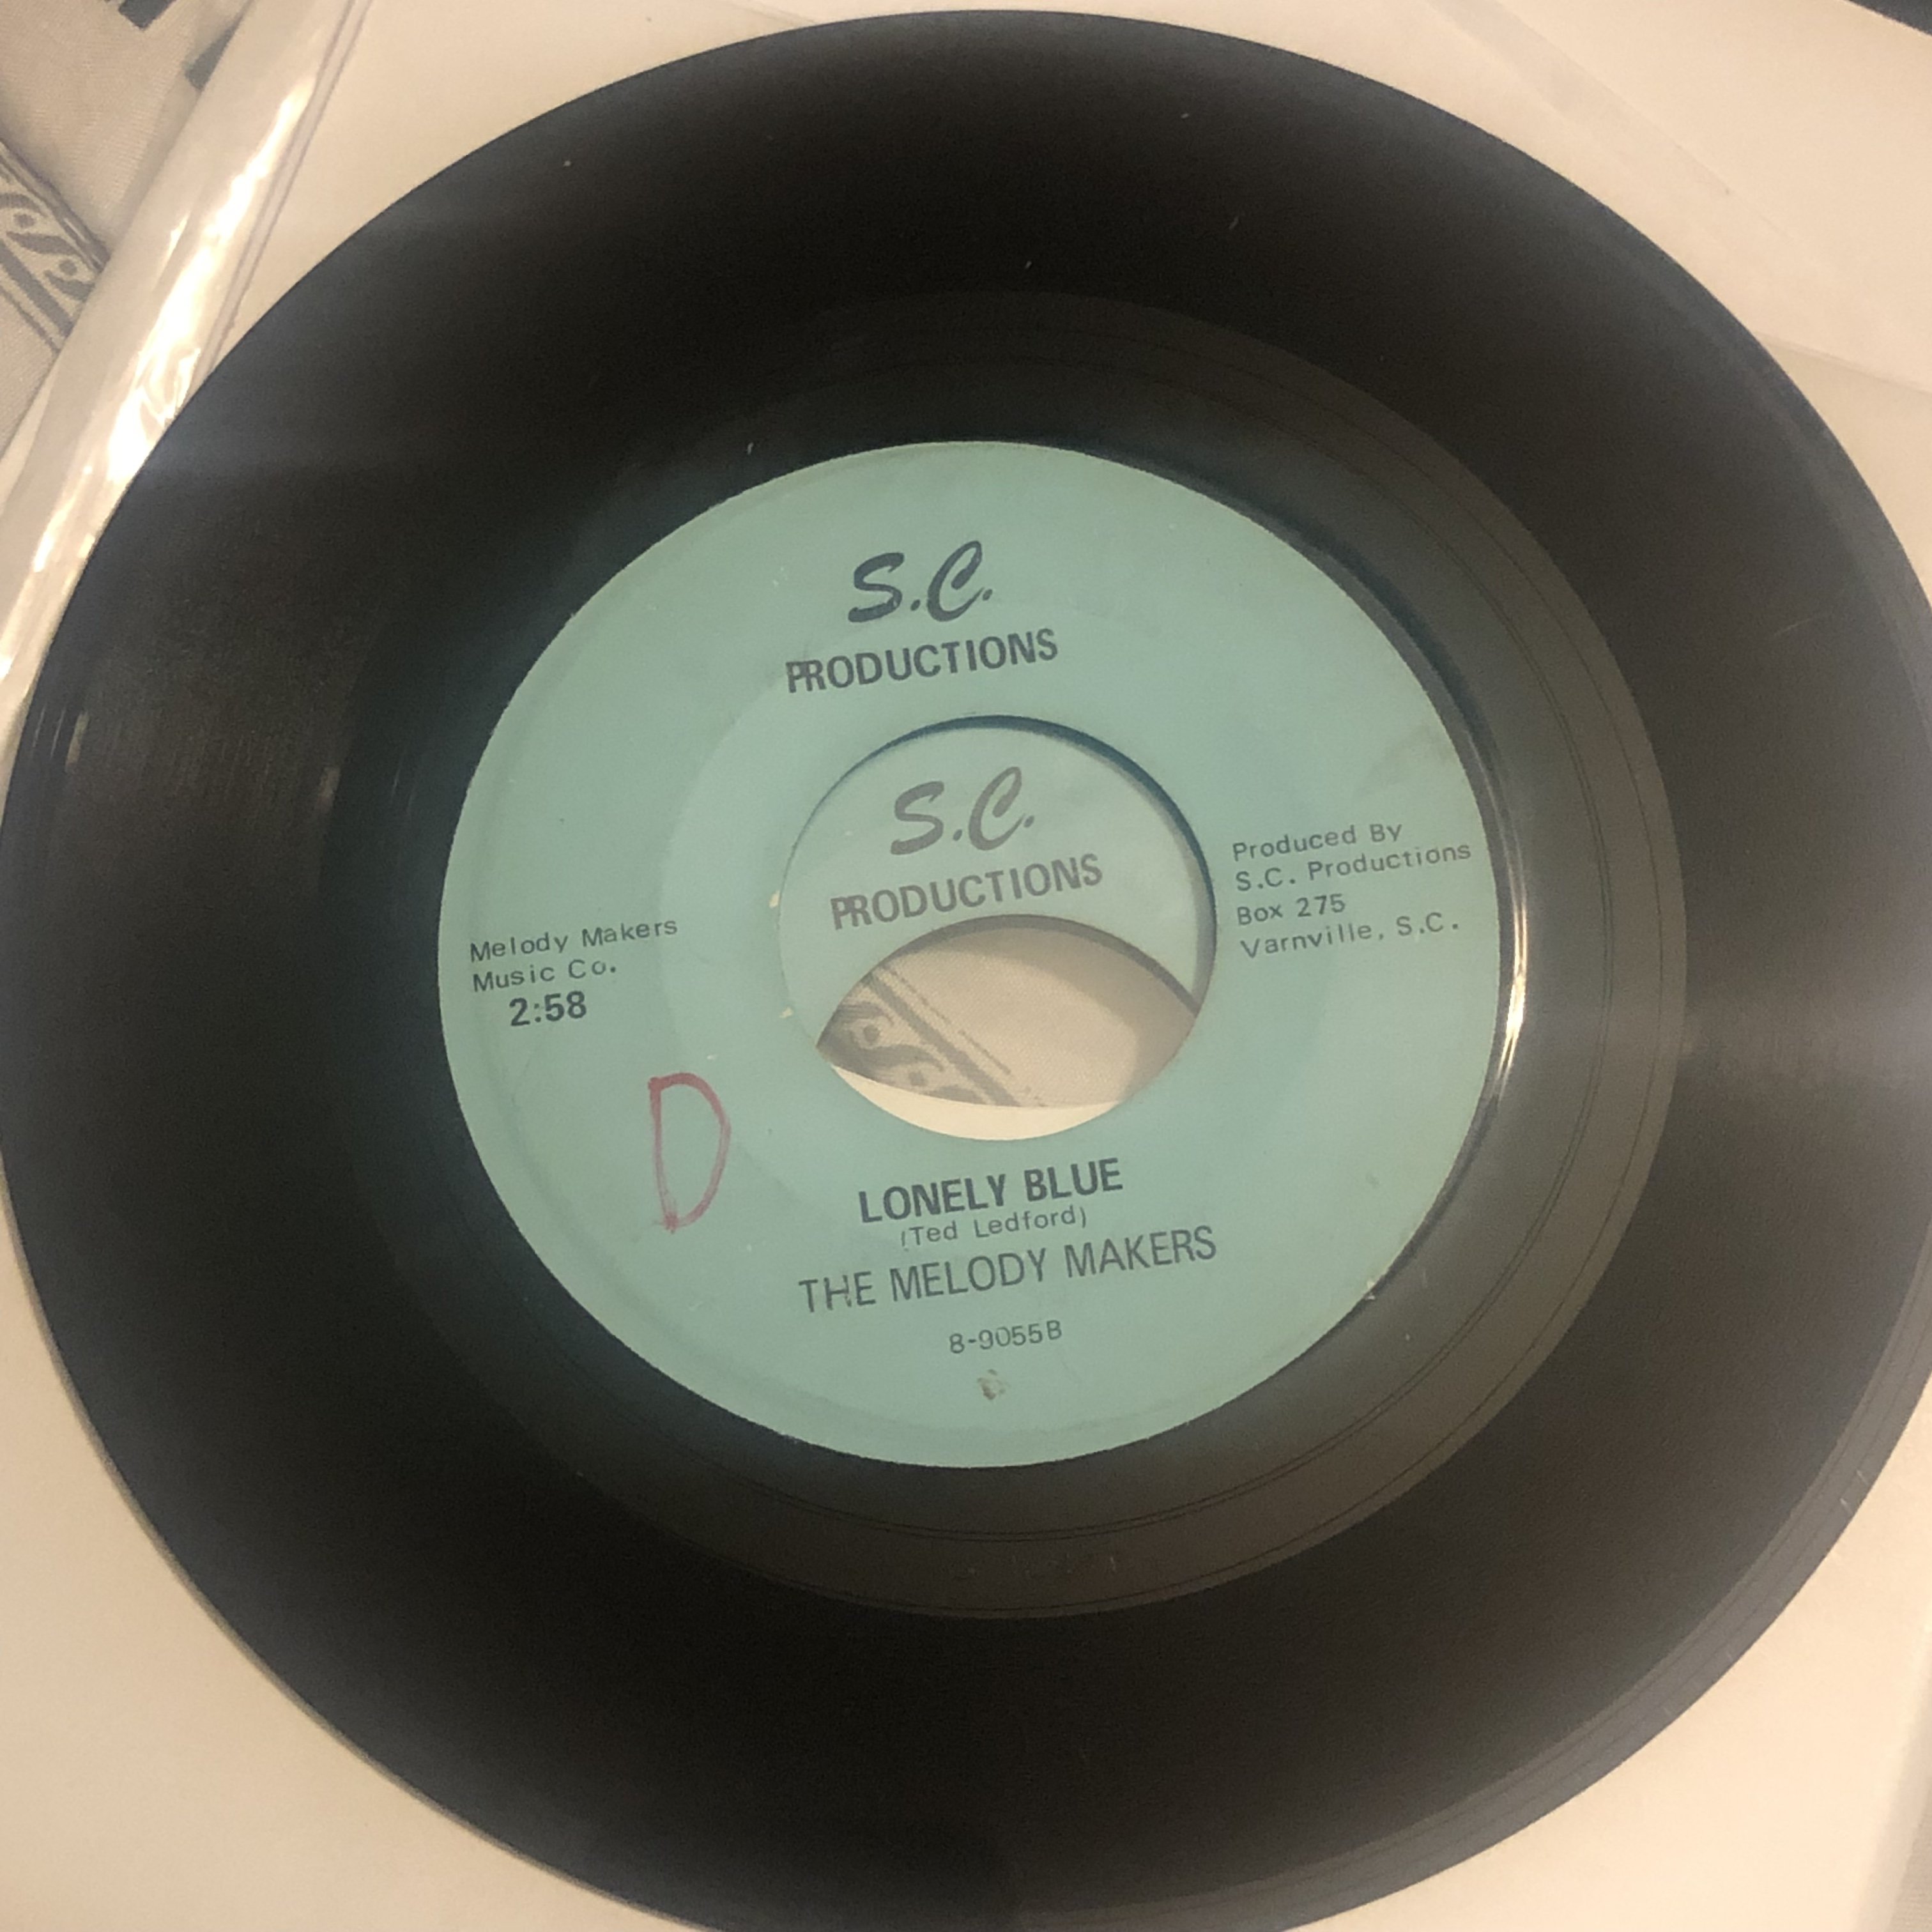 S.C.
PRODUCTIONS
S.C.
PRODUCTIONS
Melody Makers
Music Co.
2:58
Produced By
S.C. Productions
Box 275
Varnville, S.C.
D
LONELY BLUE
(Ted Ledford)
THE MELODY MAKERS
8-9055B